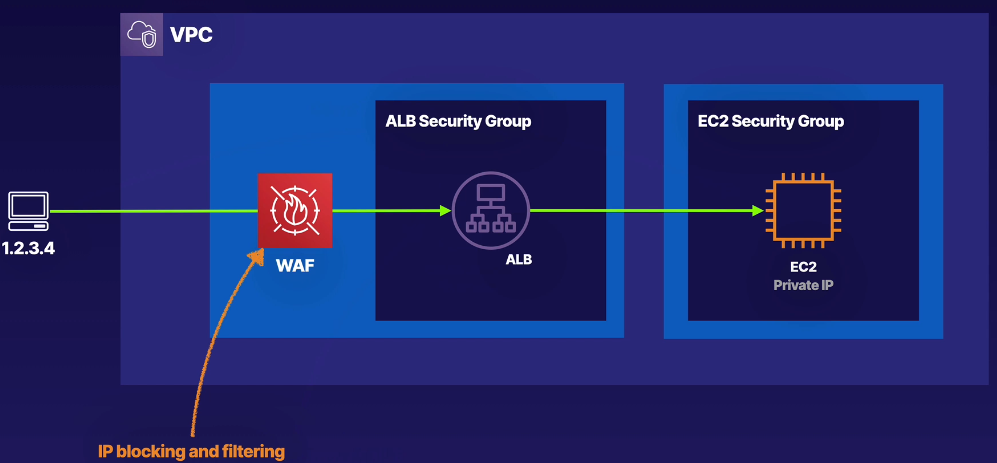 VPC
ALB Security Group
EC2 Security Group
1.2.3.4
WAF
ALB
EC2
Private IP
IP blocking and filtering